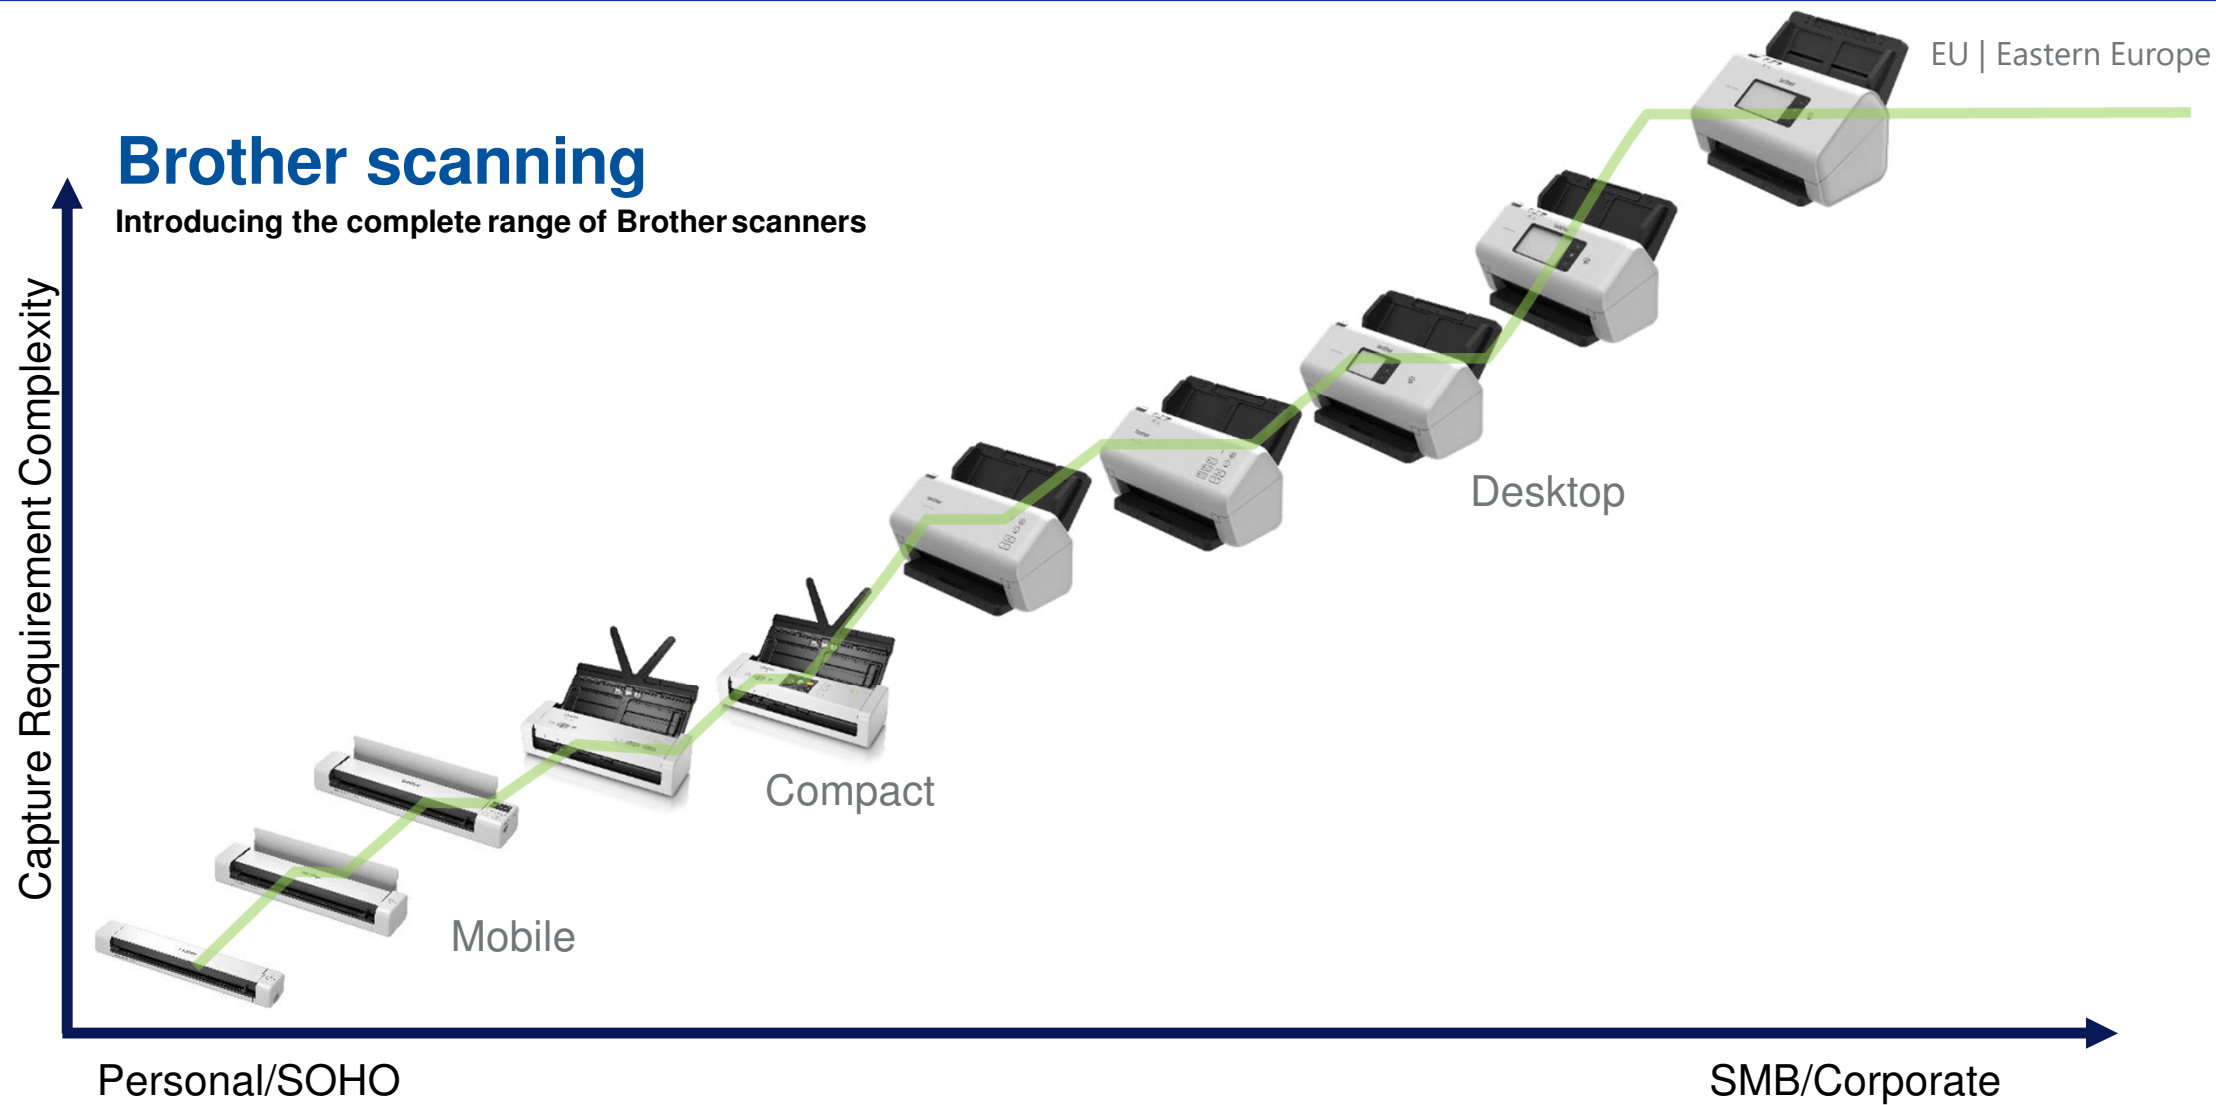 EU | Eastern Europe
Brother scanning
Introducing the complete range of Brother scanners
Capture Requirement Complexity
Desktop
Compact
Mobile
Personal/SOHO
SMB/Corporate